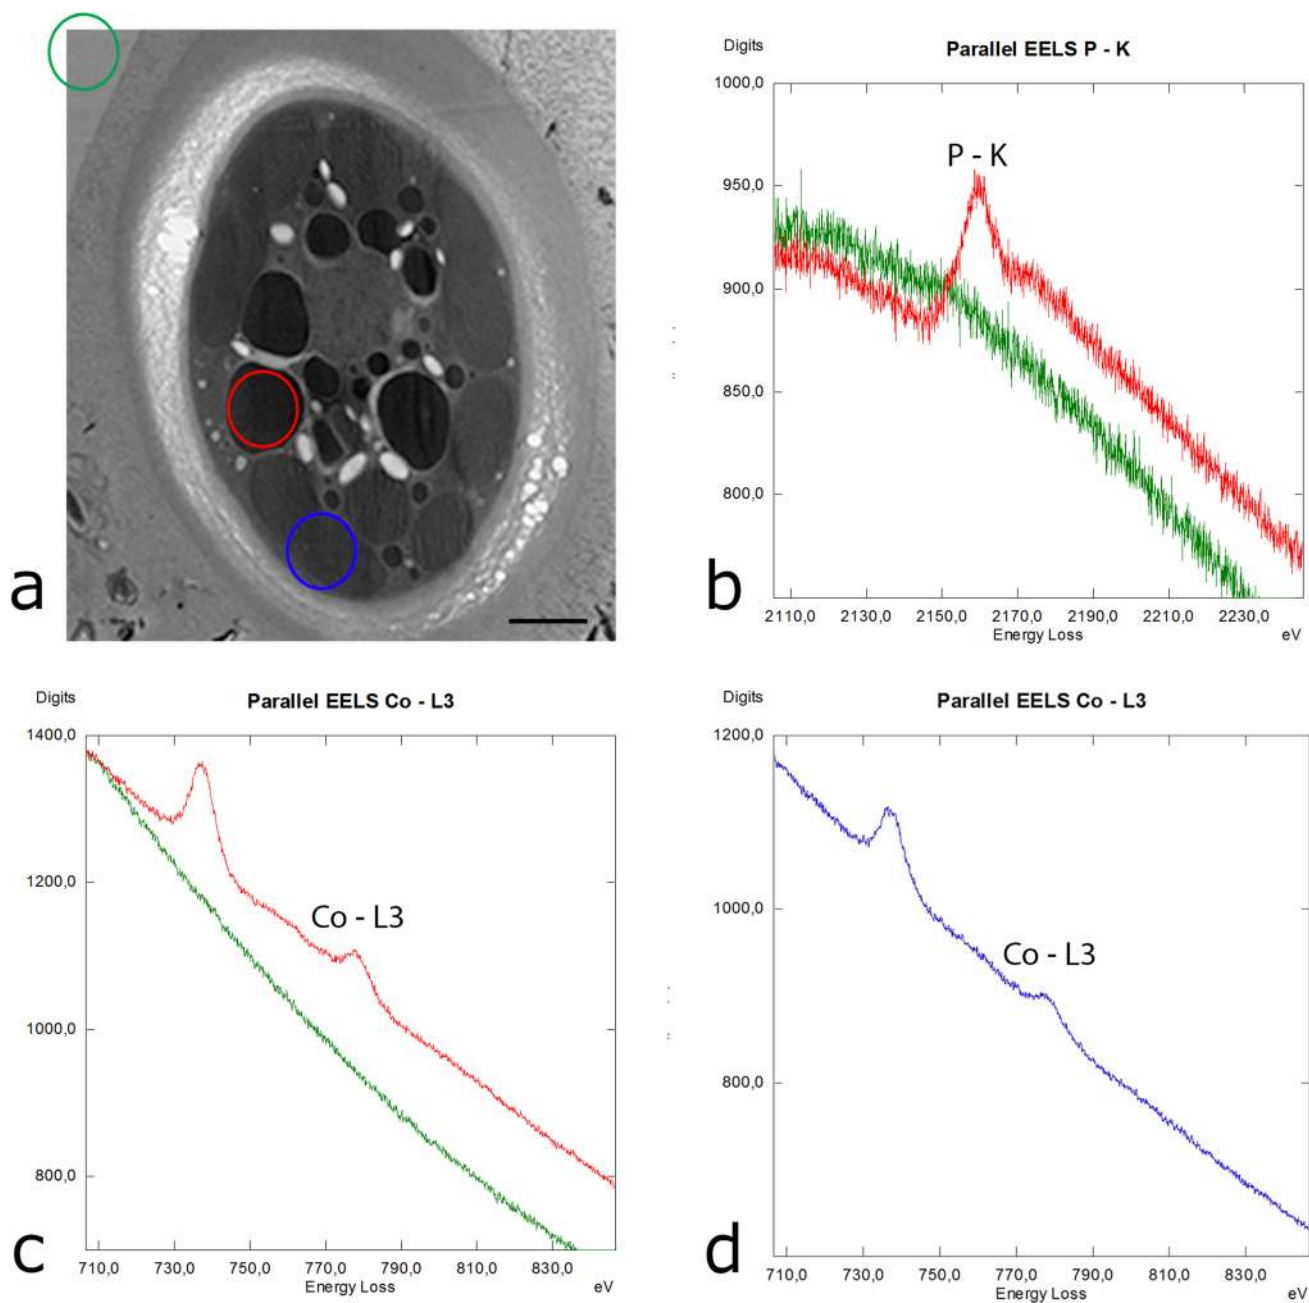 a
Digits
Parallel EELS P - K
1000,0
950,0
900,0
850,0
800,0
P - K
2110,0 2130,0 2150,0 2170,0 2190,0 2210,0 2230,0
Energy Loss
eV
b
Digits
Parallel EELS Co - L3
1400,0
1200,0
1000,0
800,0
Co - L3
710,0 730,0 750,0 770,0 790,0 810,0 830,0
Energy Loss
eV
c
Digits
Parallel EELS Co - L3
1200,0
1000,0
800,0
Co - L3
710,0 730,0 750,0 770,0 790,0 810,0 830,0
Energy Loss
eV
d